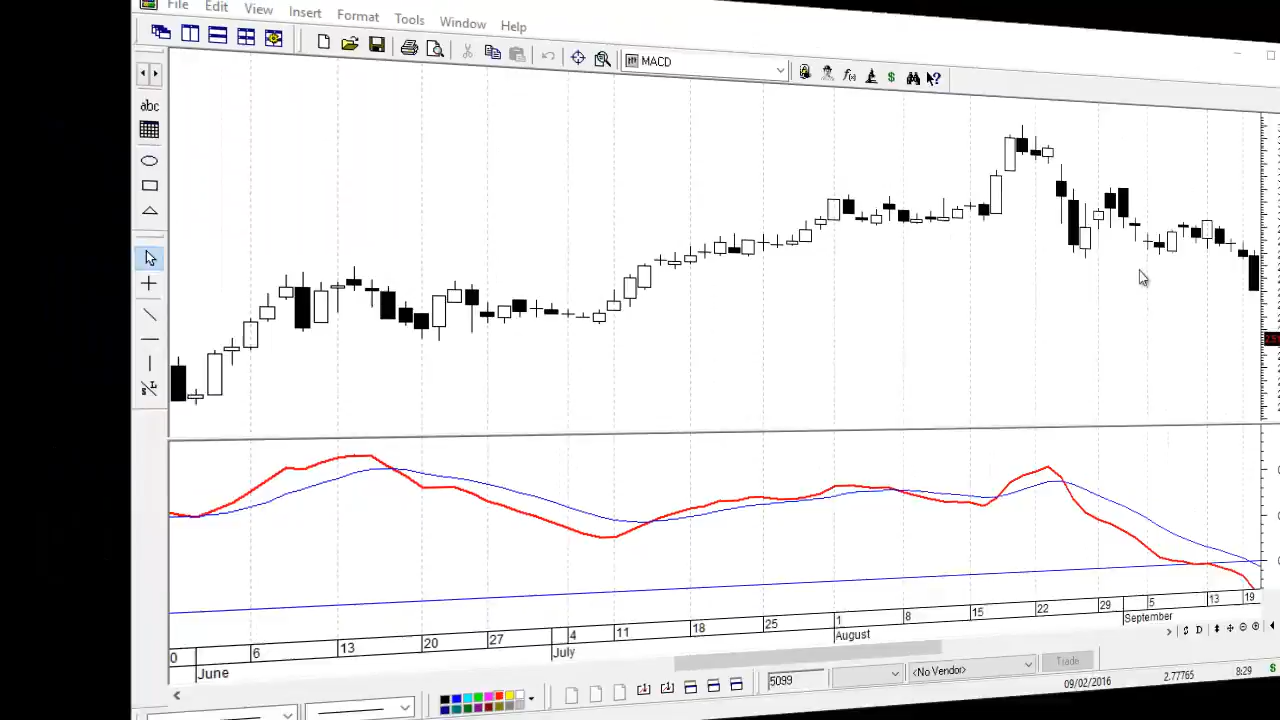 File Edit View Insert Format Tools Window Help
MACD
abc
0 6 13 20 27 4 11 18 25 1 8 15 22 29 5 13 19
June July August September
5099 <No Vendor> Trade
09/02/2016 2.77765 8:29